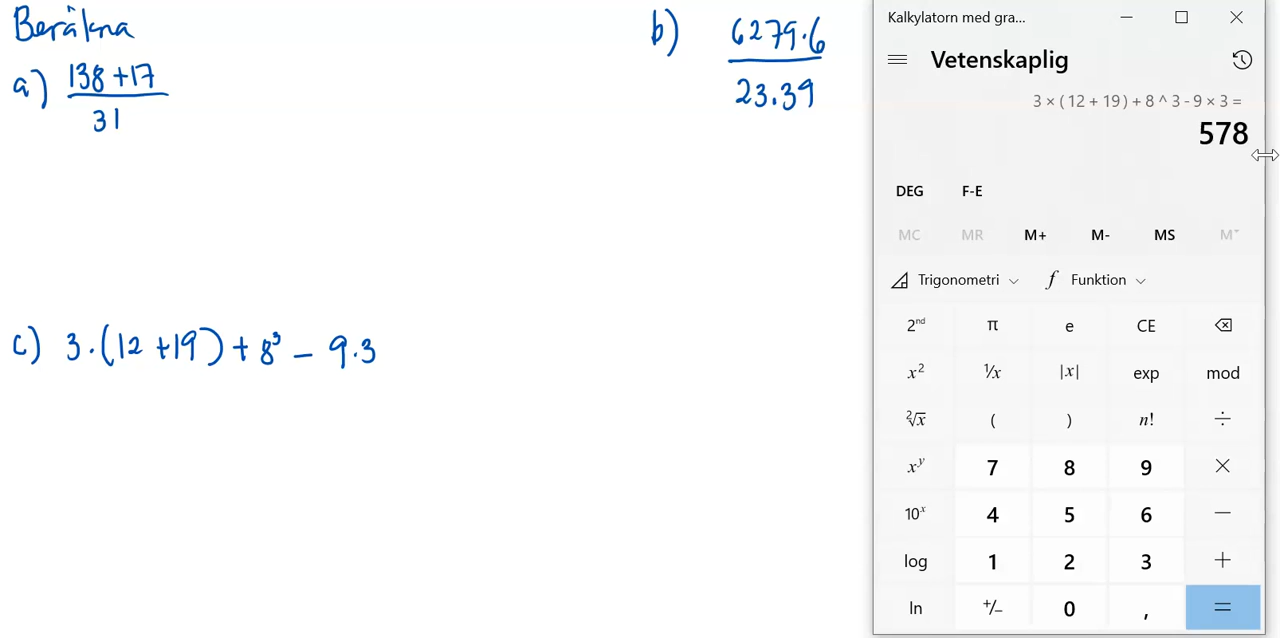 Beräkna
a) 138 + 17
31
b) 6279·6
23·39
c) 3·(12 + 19) + 8³ − 9·3
Kalkylatorn med gra...
Vetenskaplig
3 × ( 12 + 19 ) + 8 ^ 3 - 9 × 3 =
578
DEG F-E
MC MR M+ M- MS M˅
Trigonometri f Funktion
2ⁿᵈ π e CE
x² ¹/x |x| exp mod
²√x ( ) n! ÷
xʸ 7 8 9 ×
10ˣ 4 5 6 −
log 1 2 3 +
ln +/− 0 , =